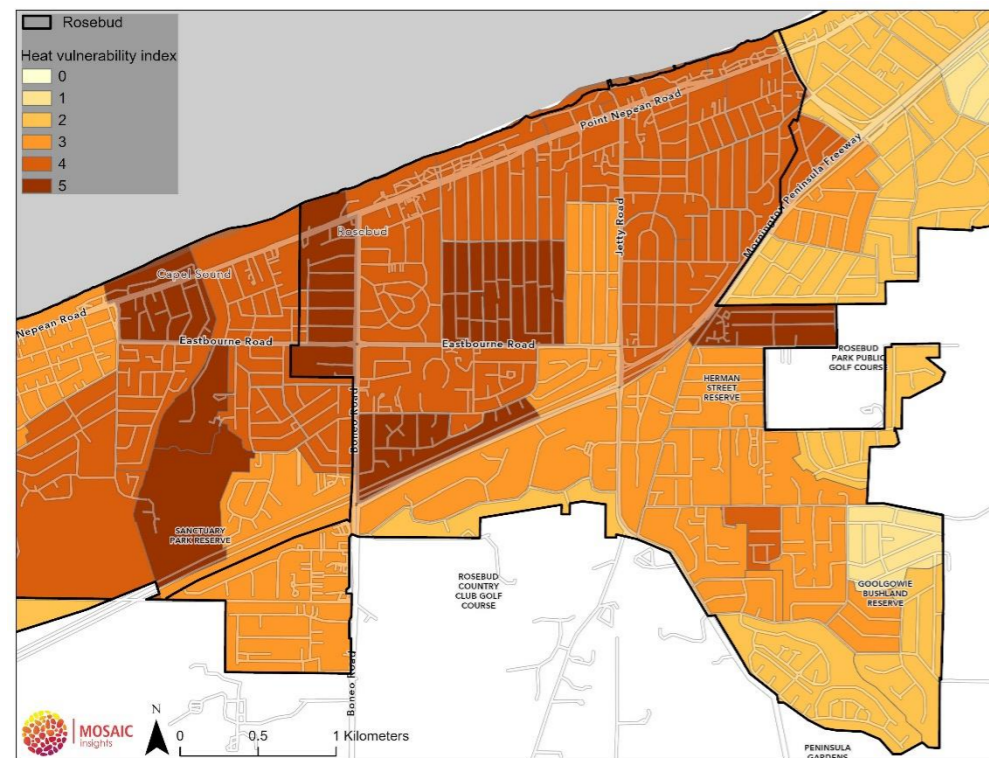 Rosebud
Heat vulnerability index
0
1
2
3
4
5
Point Nepean Road
Mornington Peninsula Freeway
Jetty Road
Rosebud
Capel Sound
Nepean Road
Eastbourne Road
Eastbourne Road
ROSEBUD
PARK PUBLIC
GOLF COURSE
HERMAN
STREET
RESERVE
Boneo Road
SANCTUARY
PARK RESERVE
ROSEBUD
COUNTRY
CLUB GOLF
COURSE
GOOLGOWIE
BUSHLAND
RESERVE
Boneo Road
PENINSULA
GARDENS
MOSAIC
insights
N
0 0.5 1 Kilometers